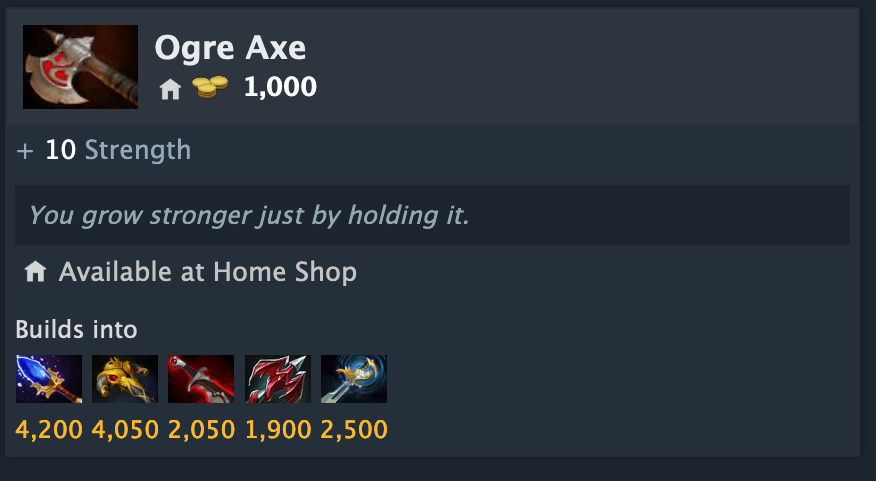 Ogre Axe
1,000
+ 10 Strength
You grow stronger just by holding it.
Available at Home Shop
Builds into
4,200 4,050 2,050 1,900 2,500